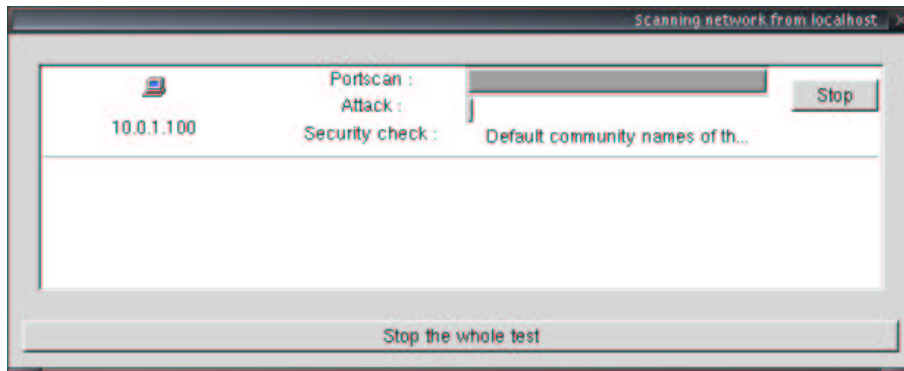 Scanning network from localhost
Portscan :
Attack :
Stop
10.0.1.100
Security check :
Default community names of th...
Stop the whole test